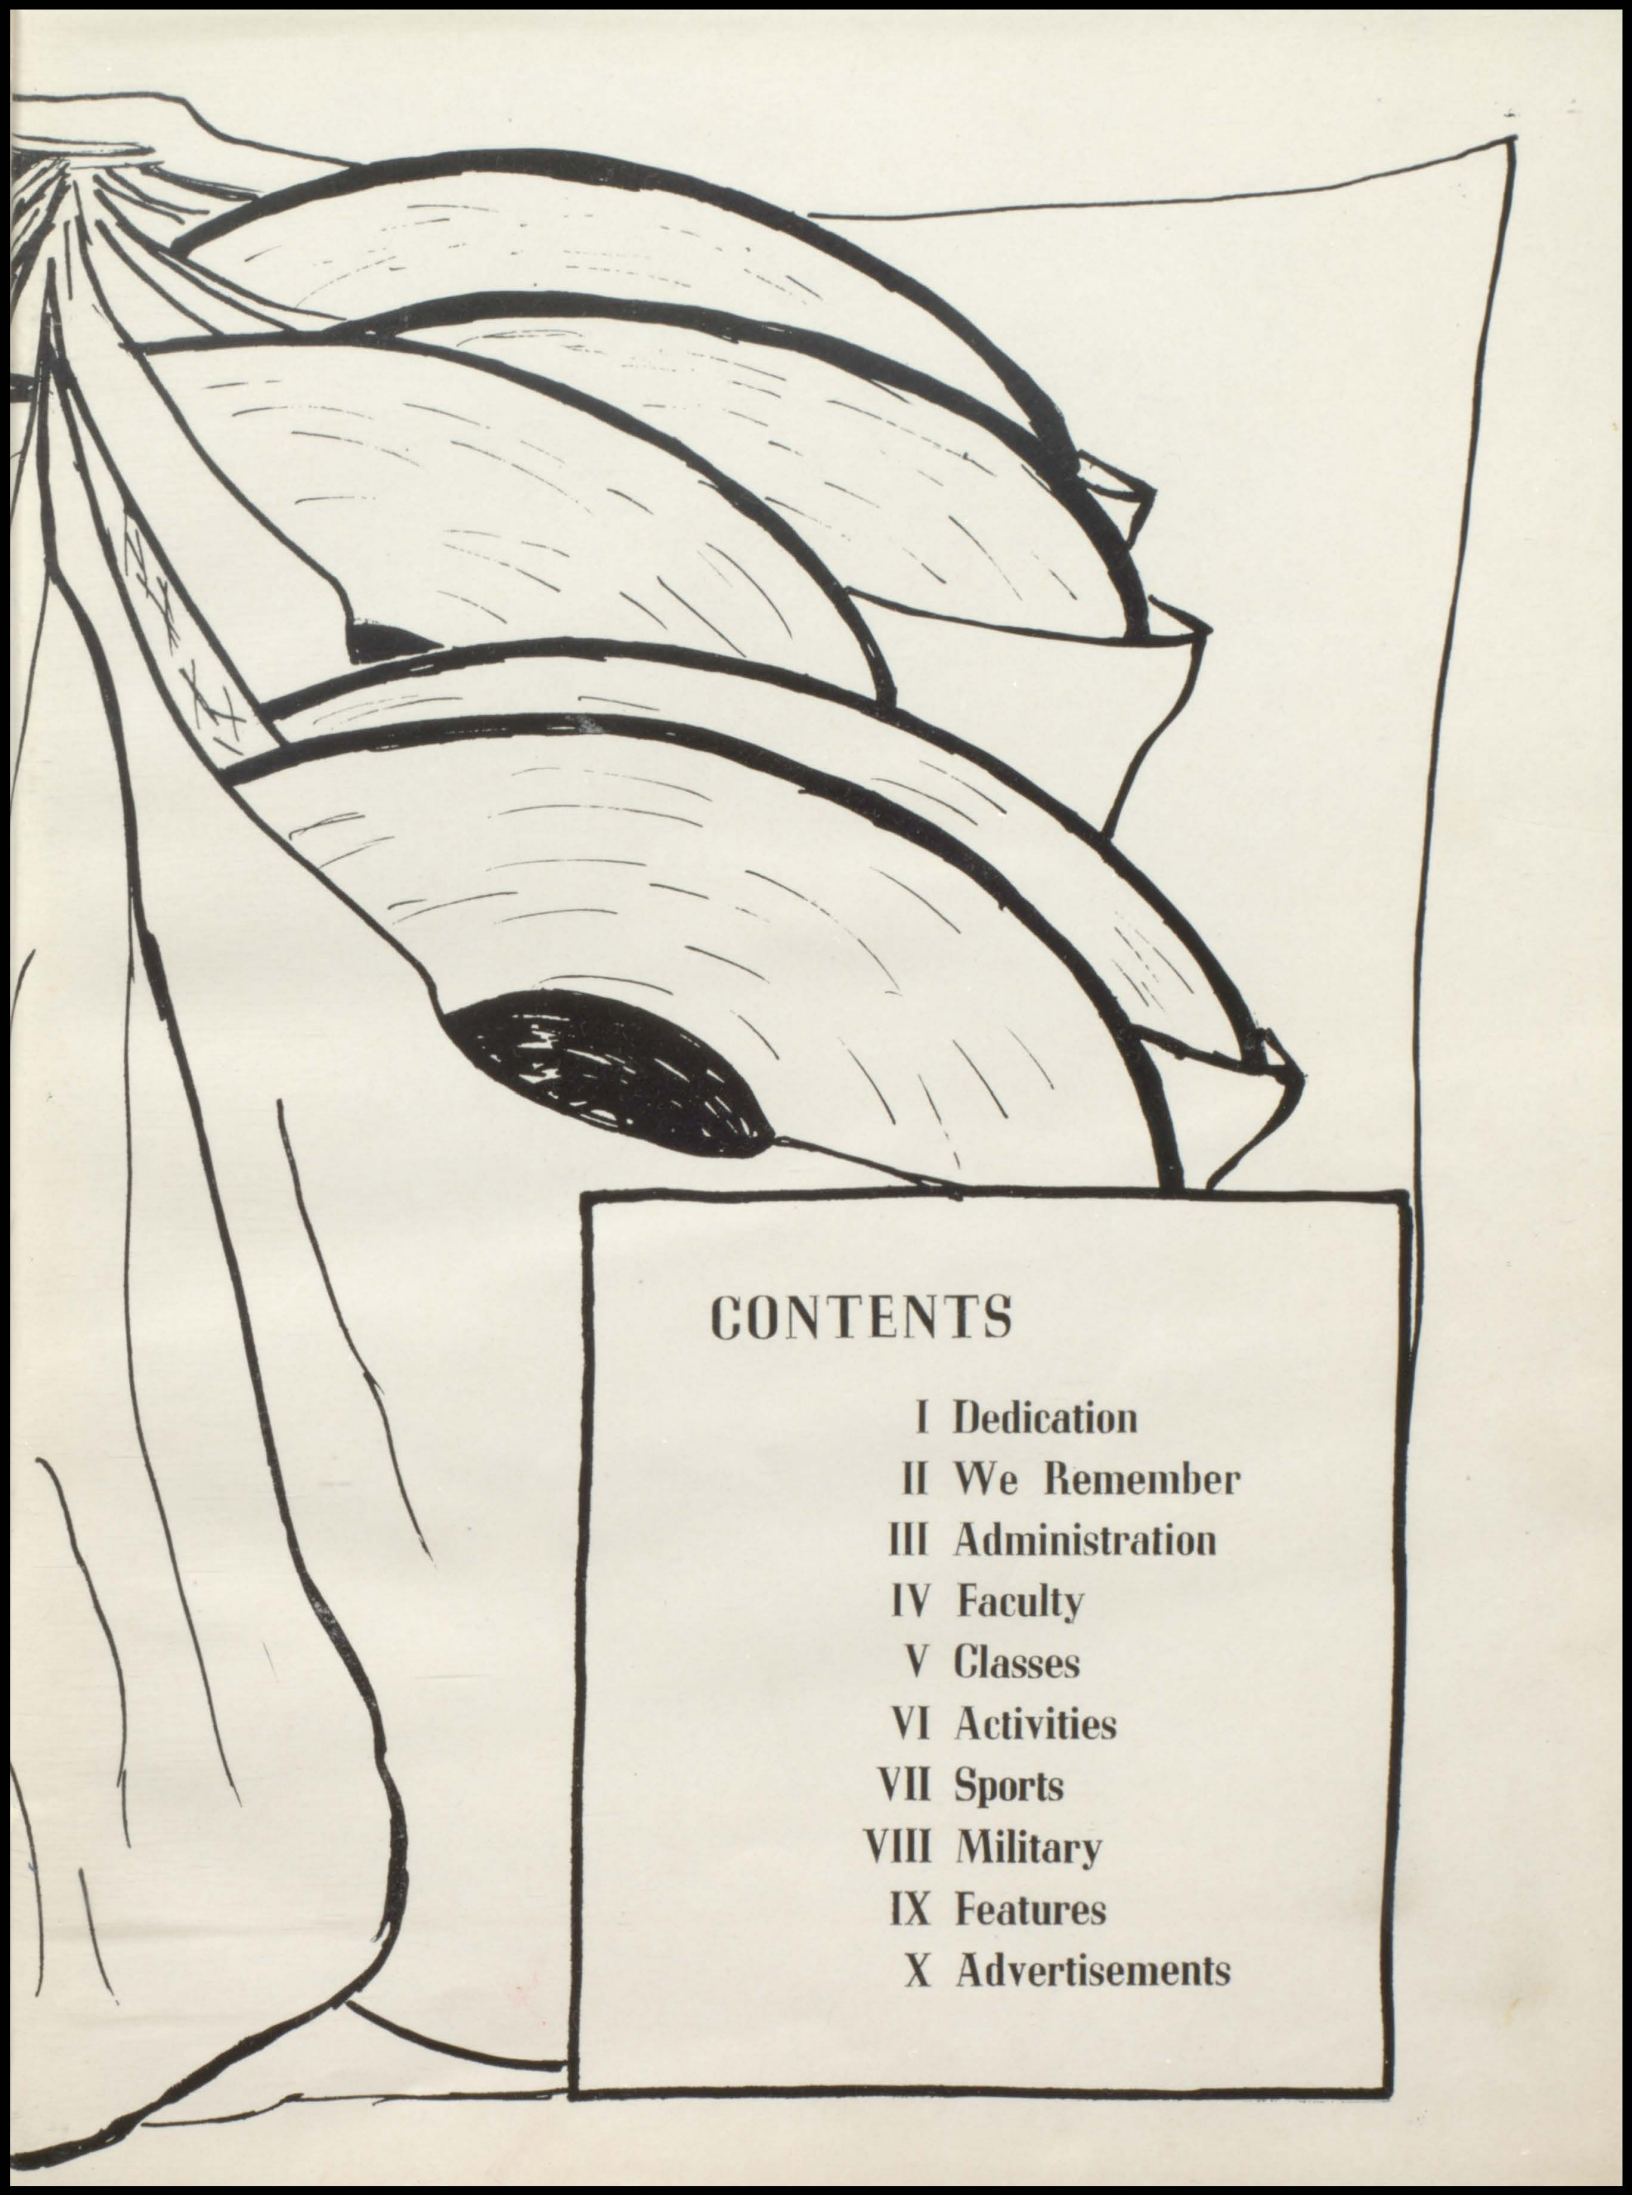 CONTENTS
I Dedication
II We Remember
III Administration
IV Faculty
V Classes
VI Activities
VII Sports
VIII Military
IX Features
X Advertisements